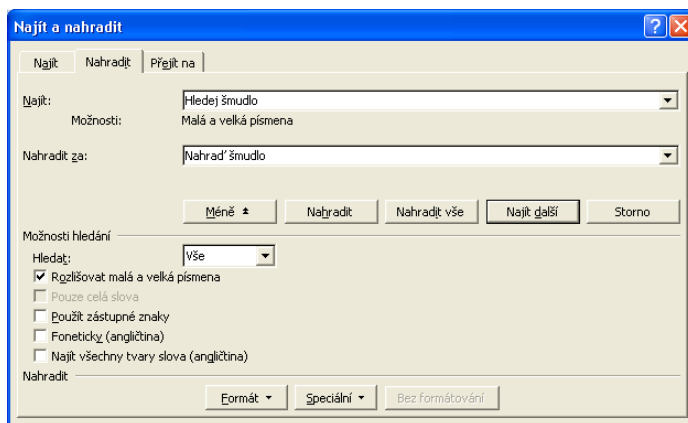 Najít a nahradit
Najít Nahradit Přejít na
Najít: Hledej šmudlo
Možnosti: Malá a velká písmena
Nahradit za: Nahraď šmudlo
Méně Nahradit Nahradit vše Najít další Storno
Možnosti hledání
Hledat: Vše
Rozlišovat malá a velká písmena
Pouze celá slova
Použít zástupné znaky
Foneticky (angličtina)
Najít všechny tvary slova (angličtina)
Nahradit
Formát Speciální Bez formátování